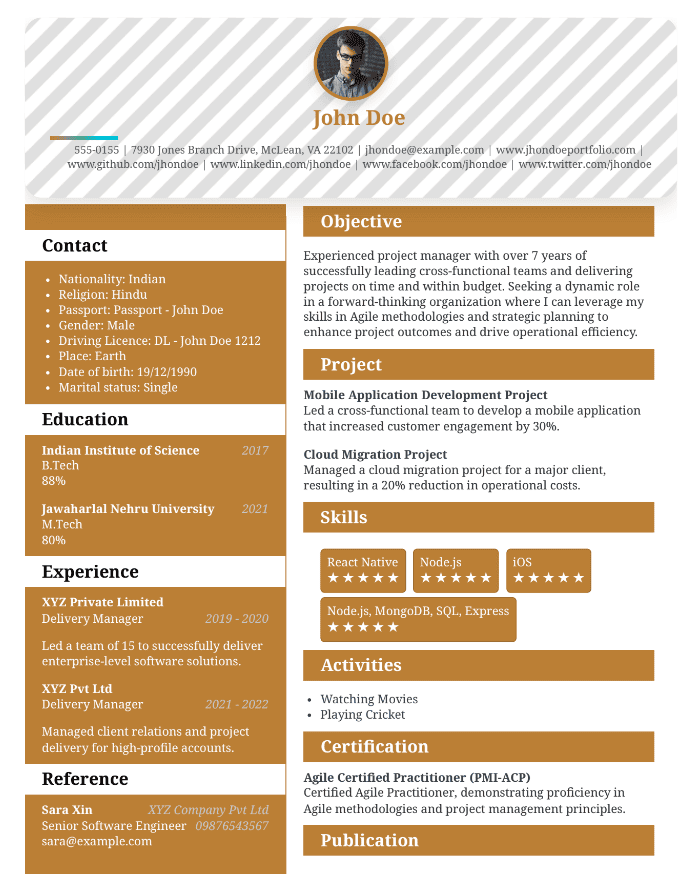 John Doe
555-0155 | 7930 Jones Branch Drive, McLean, VA 22102 | jhondoe@example.com | www.jhondoeportfolio.com |
www.github.com/jhondoe | www.linkedin.com/jhondoe | www.facebook.com/jhondoe | www.twitter.com/jhondoe
Contact
• Nationality: Indian
• Religion: Hindu
• Passport: Passport - John Doe
• Gender: Male
• Driving Licence: DL - John Doe 1212
• Place: Earth
• Date of birth: 19/12/1990
• Marital status: Single
Education
Indian Institute of Science 2017
B.Tech
88%
Jawaharlal Nehru University 2021
M.Tech
80%
Experience
XYZ Private Limited
Delivery Manager 2019 - 2020
Led a team of 15 to successfully deliver
enterprise-level software solutions.
XYZ Pvt Ltd
Delivery Manager 2021 - 2022
Managed client relations and project
delivery for high-profile accounts.
Reference
Sara Xin XYZ Company Pvt Ltd
Senior Software Engineer 09876543567
sara@example.com
Objective
Experienced project manager with over 7 years of
successfully leading cross-functional teams and delivering
projects on time and within budget. Seeking a dynamic role
in a forward-thinking organization where I can leverage my
skills in Agile methodologies and strategic planning to
enhance project outcomes and drive operational efficiency.
Project
Mobile Application Development Project
Led a cross-functional team to develop a mobile application
that increased customer engagement by 30%.
Cloud Migration Project
Managed a cloud migration project for a major client,
resulting in a 20% reduction in operational costs.
Skills
React Native Node.js iOS
★★★★★ ★★★★★ ★★★★★
Node.js, MongoDB, SQL, Express
★★★★★
Activities
• Watching Movies
• Playing Cricket
Certification
Agile Certified Practitioner (PMI-ACP)
Certified Agile Practitioner, demonstrating proficiency in
Agile methodologies and project management principles.
Publication